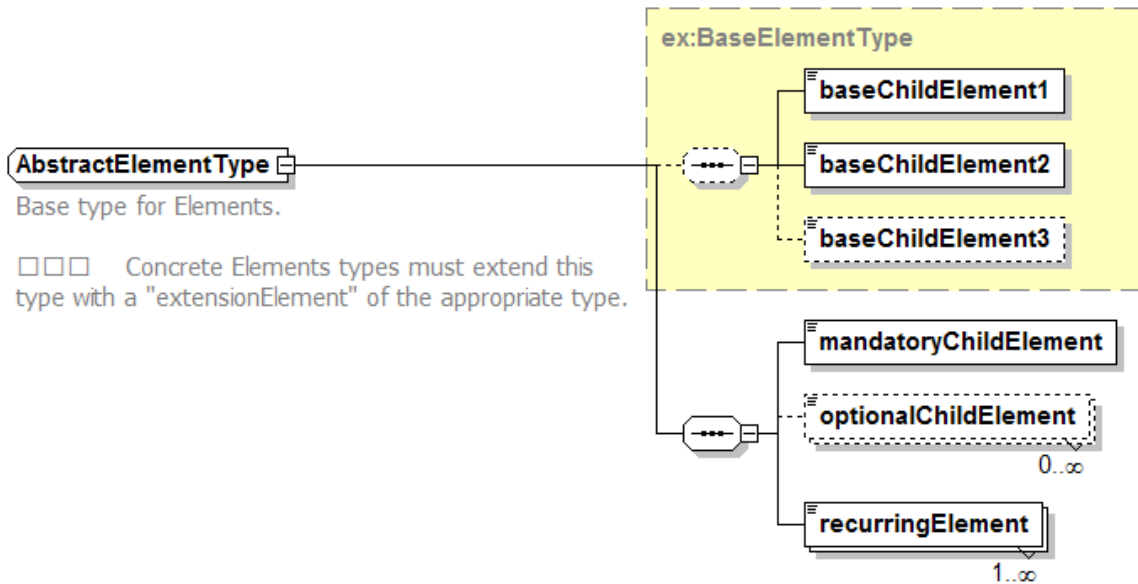 ex:BaseElementType
baseChildElement1
AbstractElementType
baseChildElement2
Base type for Elements.
baseChildElement3
□□□ Concrete Elements types must extend this
type with a "extensionElement" of the appropriate type.
mandatoryChildElement
optionalChildElement
0..∞
recurringElement
1..∞